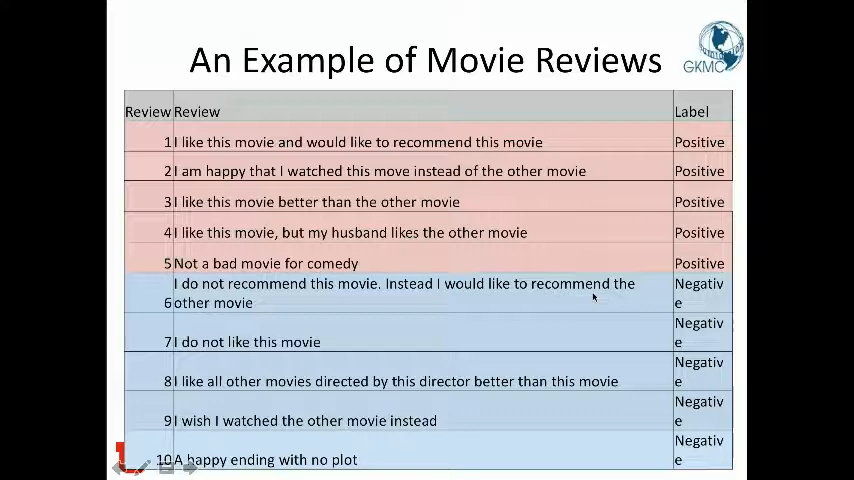 An Example of Movie Reviews
GKMC
Review Review Label
1 I like this movie and would like to recommend this movie Positive
2 I am happy that I watched this move instead of the other movie Positive
3 I like this movie better than the other movie Positive
4 I like this movie, but my husband likes the other movie Positive
5 Not a bad movie for comedy Positive
I do not recommend this movie. Instead I would like to recommend the Negativ
6 other movie e
Negativ
7 I do not like this movie e
Negativ
8 I like all other movies directed by this director better than this movie e
Negativ
9 I wish I watched the other movie instead e
Negativ
10 A happy ending with no plot e